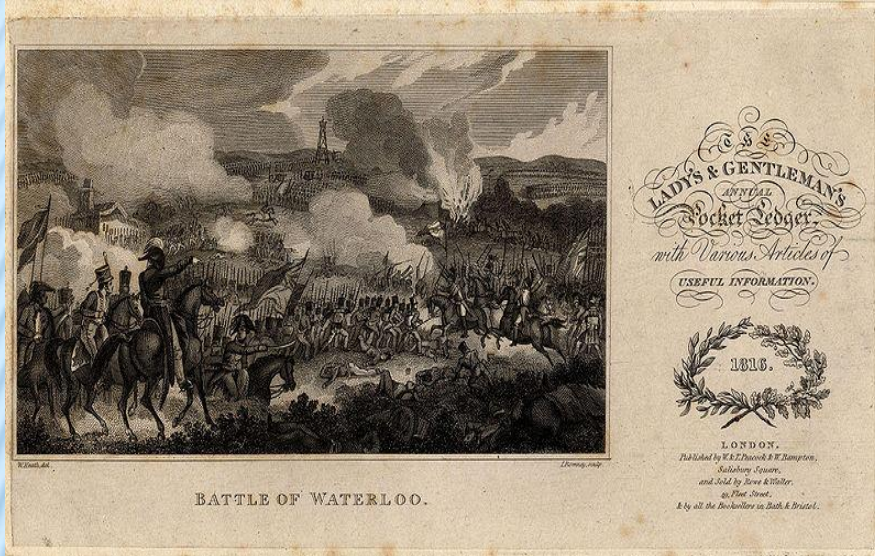 W. Heath, del.
J. Romney, sculp.
BATTLE OF WATERLOO.
THE
LADY'S & GENTLEMAN'S
ANNUAL
Pocket Ledger,
with Various Articles of
USEFUL INFORMATION.
1816.
LONDON.
Published by W. & T. Peacock & W. Bampton,
Salisbury Square,
and Sold by Rowe & Waller,
49, Fleet Street,
& by all the Booksellers in Bath & Bristol.